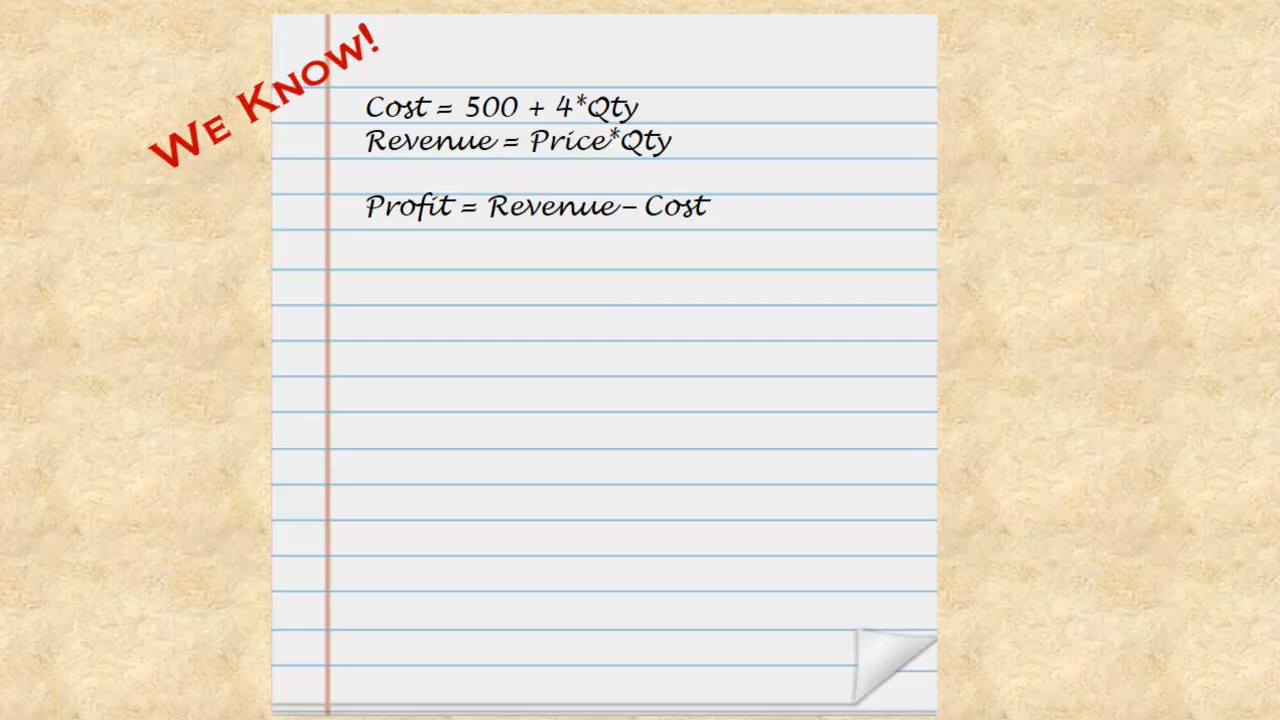 We Know!
Cost = 500 + 4*Qty
Revenue = Price*Qty
Profit = Revenue – Cost